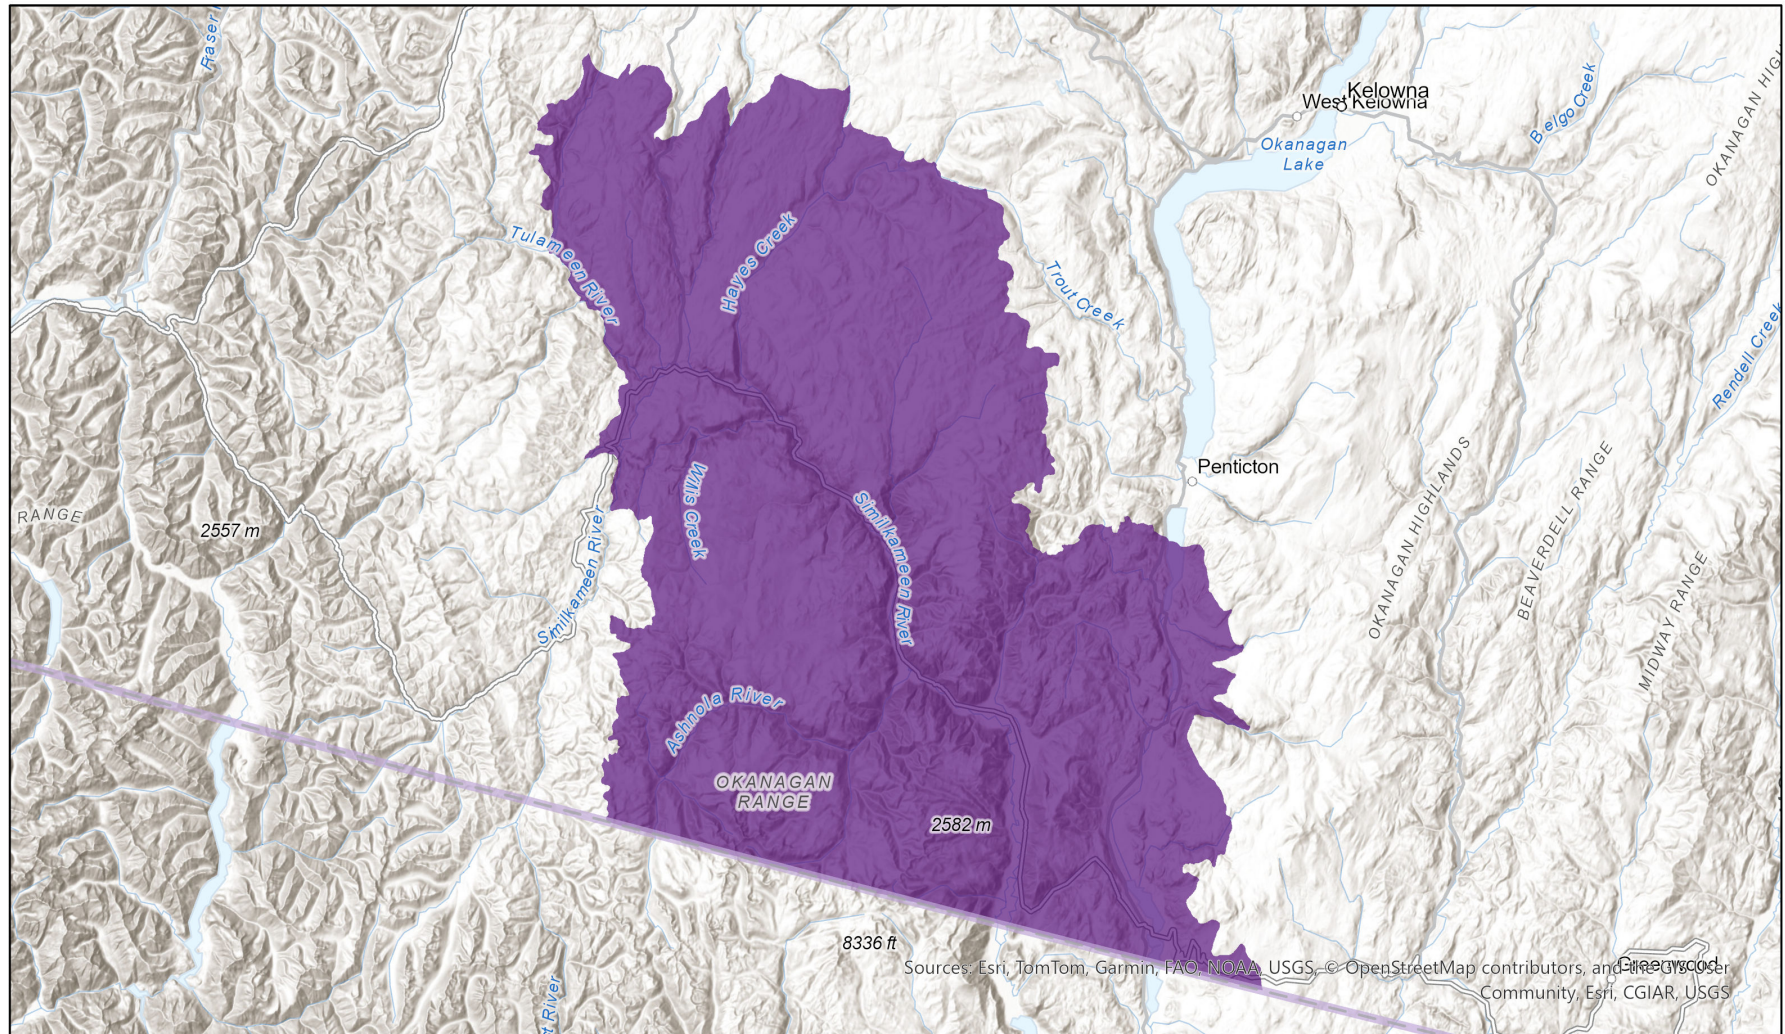 Fraser
Kelowna
West Kelowna
Belgo Creek
OKANAGAN HIG
Okanagan
Lake
Tulameen River
Hayes Creek
Trout Creek
Rendell Creek
Penticton
RANGE
2557 m
Willis Creek
Similkameen River
Similkameen River
OKANAGAN HIGHLANDS
BEAVERDELL RANGE
MIDWAY RANGE
Ashnola River
OKANAGAN
RANGE
2582 m
8336 ft
Greenwood
Sources: Esri, TomTom, Garmin, FAO, NOAA, USGS, © OpenStreetMap contributors, and the GIS User
Community, Esri, CGIAR, USGS
River